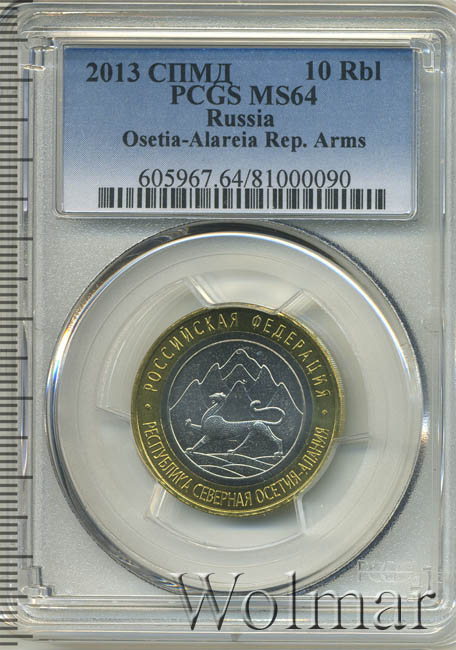 2013 СПМД 10 Rbl
PCGS MS64
Russia
Osetia-Alareia Rep. Arms
605967.64/81000090
• РОССИЙСКАЯ ФЕДЕРАЦИЯ •
РЕСПУБЛИКА СЕВЕРНАЯ ОСЕТИЯ-АЛАНИЯ
Wolmar